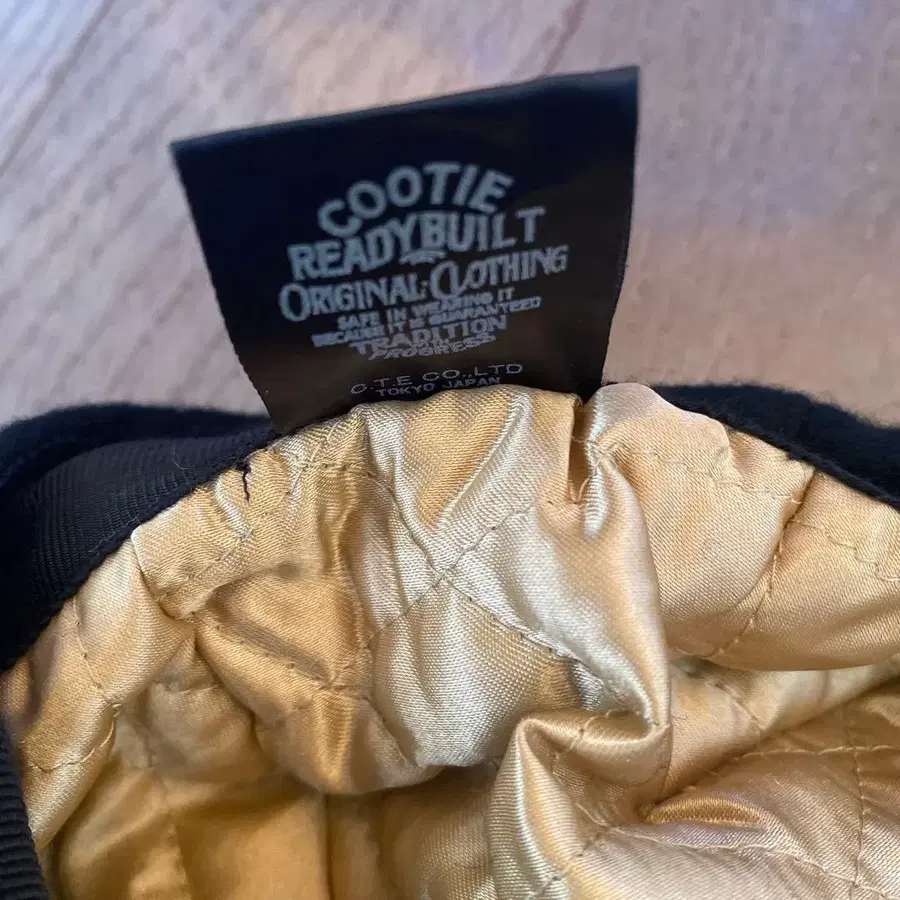 COOTIE
READYBUILT
ORIGINAL CLOTHING
SAFE IN WEARING IT
BECAUSE IT IS GUARANTEED
TRADITION
PROGRESS
C.T.E CO.,LTD
TOKYO JAPAN